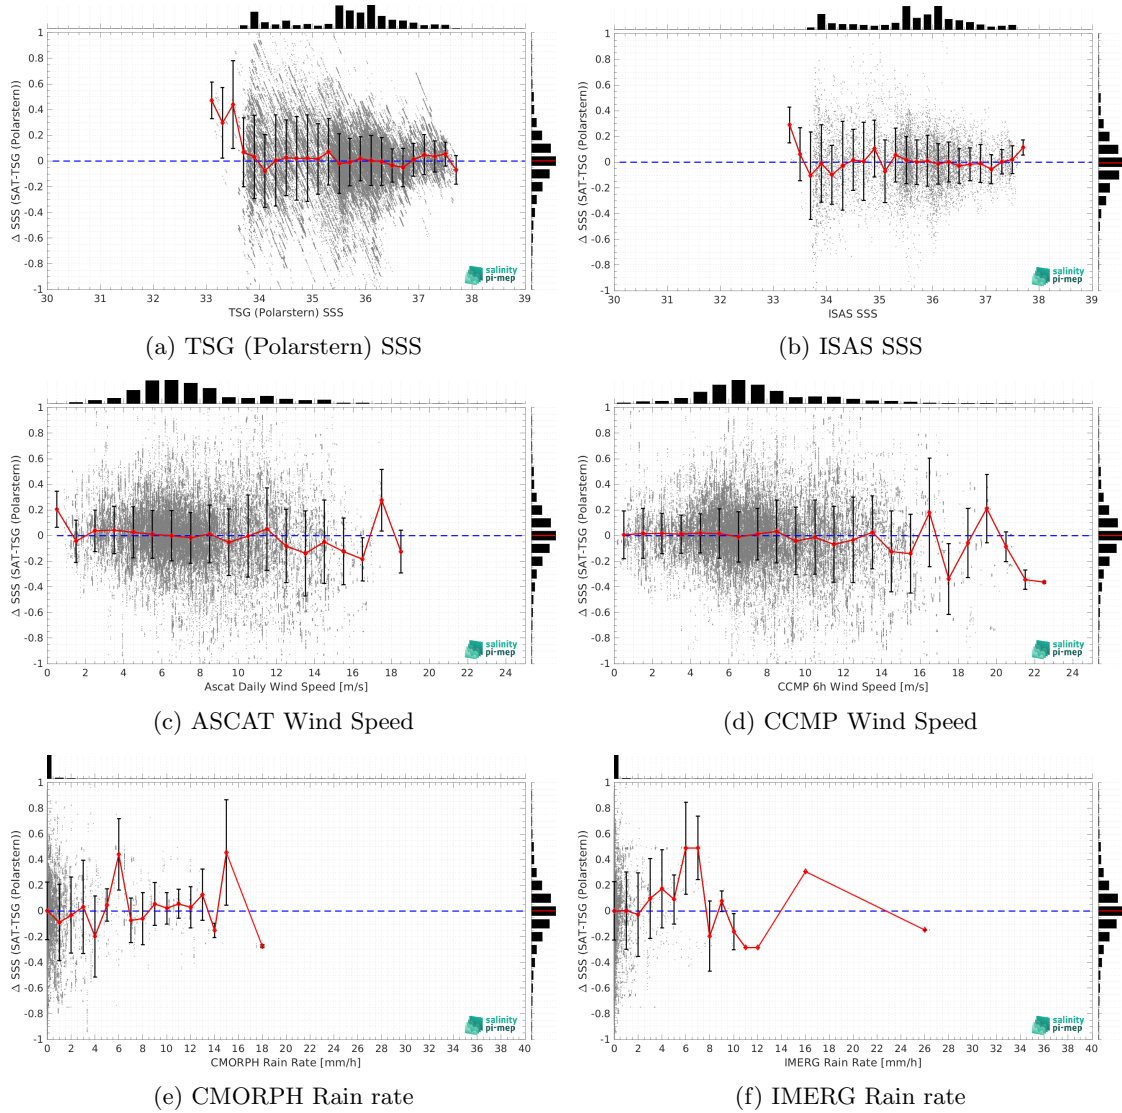 Δ SSS (SAT-TSG (Polarstern))
1
0.8
0.6
0.4
0.2
0
-0.2
-0.4
-0.6
-0.8
-1
30 31 32 33 34 35 36 37 38 39
TSG (Polarstern) SSS
salinity
pi-mep
(a) TSG (Polarstern) SSS
Δ SSS (SAT-TSG (Polarstern))
1
0.8
0.6
0.4
0.2
0
-0.2
-0.4
-0.6
-0.8
-1
30 31 32 33 34 35 36 37 38 39
ISAS SSS
salinity
pi-mep
(b) ISAS SSS
Δ SSS (SAT-TSG (Polarstern))
1
0.8
0.6
0.4
0.2
0
-0.2
-0.4
-0.6
-0.8
-1
0 2 4 6 8 10 12 14 16 18 20 22 24
Ascat Daily Wind Speed [m/s]
salinity
pi-mep
(c) ASCAT Wind Speed
Δ SSS (SAT-TSG (Polarstern))
1
0.8
0.6
0.4
0.2
0
-0.2
-0.4
-0.6
-0.8
-1
0 2 4 6 8 10 12 14 16 18 20 22 24
CCMP 6h Wind Speed [m/s]
salinity
pi-mep
(d) CCMP Wind Speed
Δ SSS (SAT-TSG (Polarstern))
1
0.8
0.6
0.4
0.2
0
-0.2
-0.4
-0.6
-0.8
-1
0 2 4 6 8 10 12 14 16 18 20 22 24 26 28 30 32 34 36 38 40
CMORPH Rain Rate [mm/h]
salinity
pi-mep
(e) CMORPH Rain rate
Δ SSS (SAT-TSG (Polarstern))
1
0.8
0.6
0.4
0.2
0
-0.2
-0.4
-0.6
-0.8
-1
0 2 4 6 8 10 12 14 16 18 20 22 24 26 28 30 32 34 36 38 40
IMERG Rain Rate [mm/h]
salinity
pi-mep
(f) IMERG Rain rate